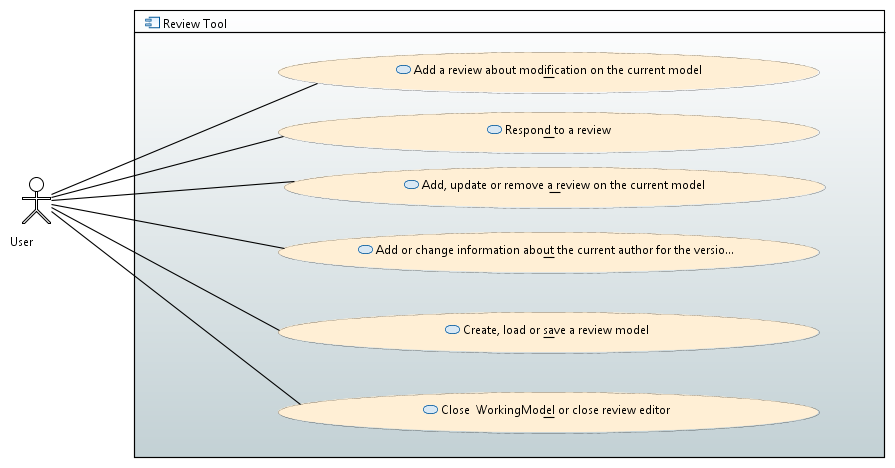 Review Tool
Add a review about modification on the current model
Respond to a review
Add, update or remove a review on the current model
User
Add or change information about the current author for the versio...
Create, load or save a review model
Close  WorkingModel or close review editor